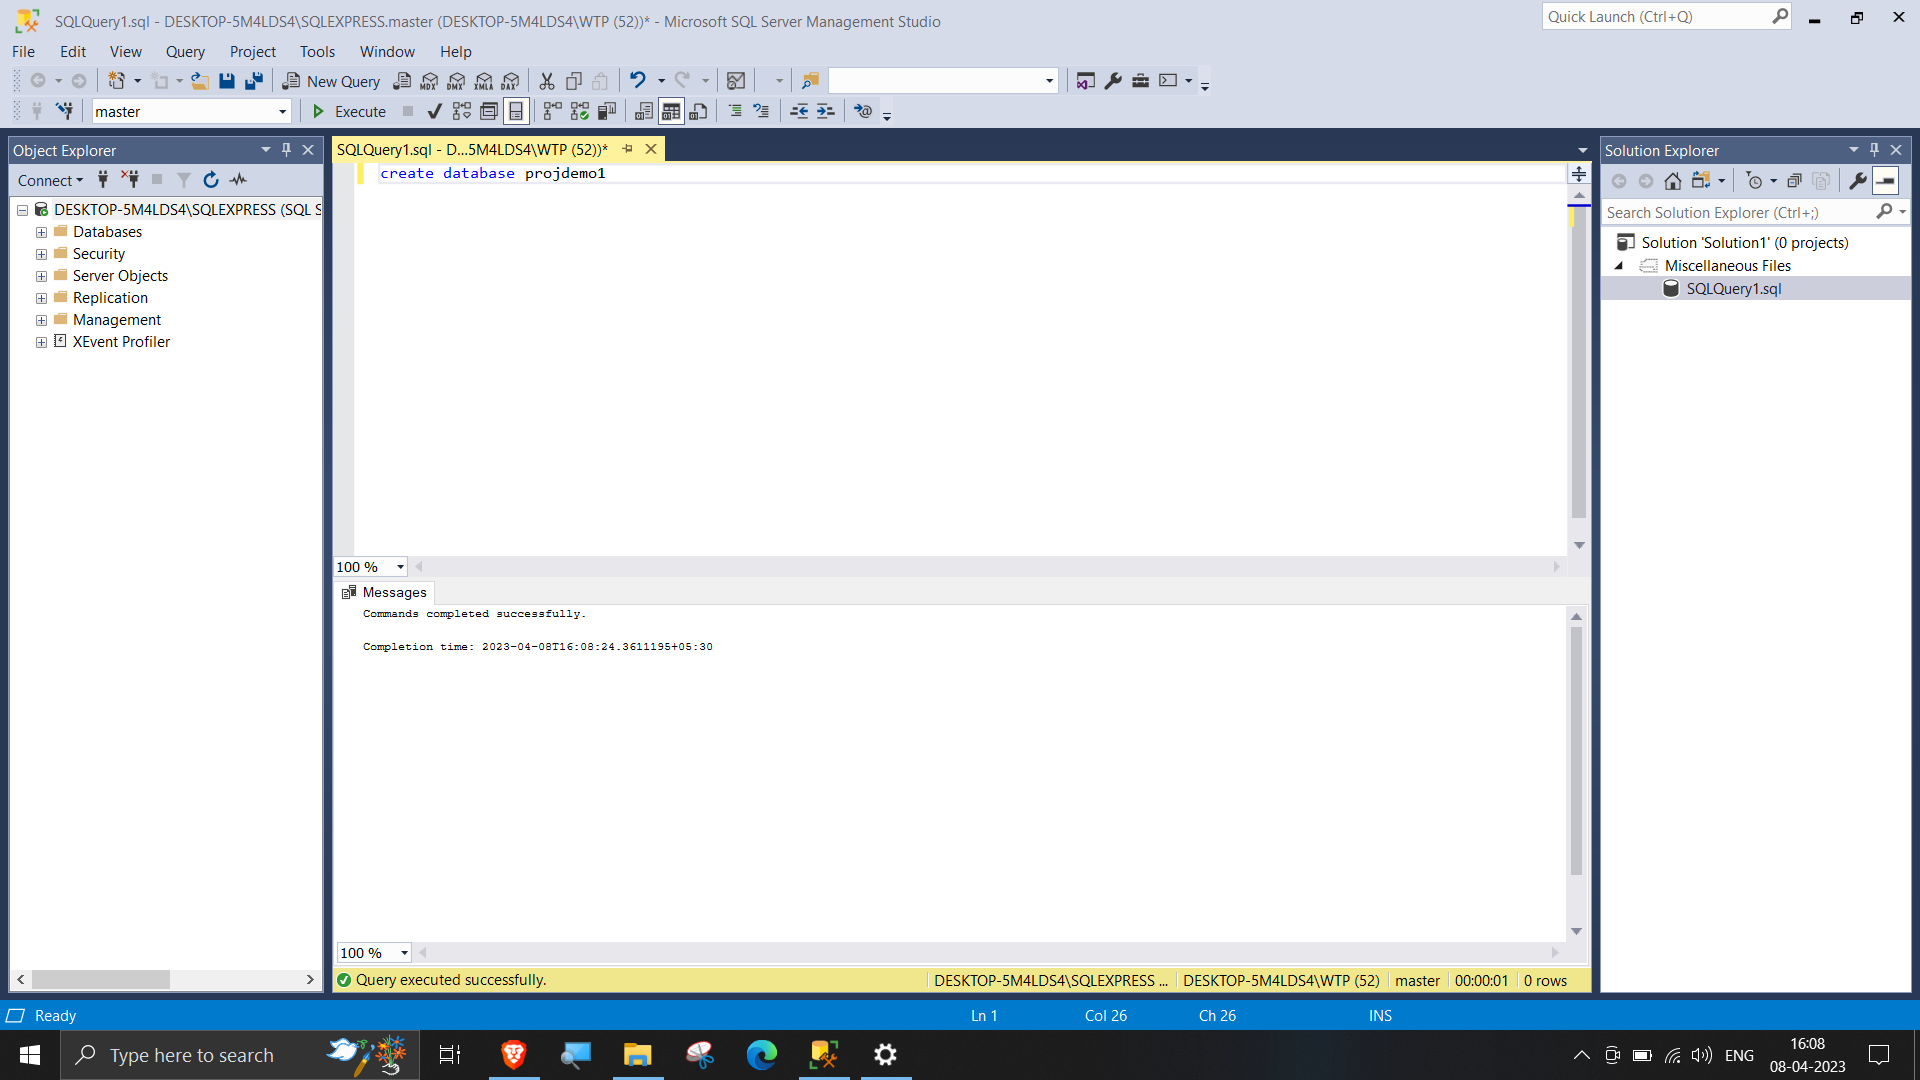 SQLQuery1.sql - DESKTOP-5M4LDS4\SQLEXPRESS.master (DESKTOP-5M4LDS4\WTP (52))* - Microsoft SQL Server Management Studio
Quick Launch (Ctrl+Q)
File Edit View Query Project Tools Window Help
New Query MDX DMX XMLA DAX
master Execute
Object Explorer
Connect
DESKTOP-5M4LDS4\SQLEXPRESS (SQL S
Databases
Security
Server Objects
Replication
Management
XEvent Profiler
SQLQuery1.sql - D...5M4LDS4\WTP (52))*
create database projdemo1
100 %
Messages
Commands completed successfully.
Completion time: 2023-04-08T16:08:24.3611195+05:30
100 %
Query executed successfully. DESKTOP-5M4LDS4\SQLEXPRESS ... DESKTOP-5M4LDS4\WTP (52) master 00:00:01 0 rows
Solution Explorer
Search Solution Explorer (Ctrl+;)
Solution 'Solution1' (0 projects)
Miscellaneous Files
SQLQuery1.sql
Ready Ln 1 Col 26 Ch 26 INS
Type here to search
ENG
16:08
08-04-2023